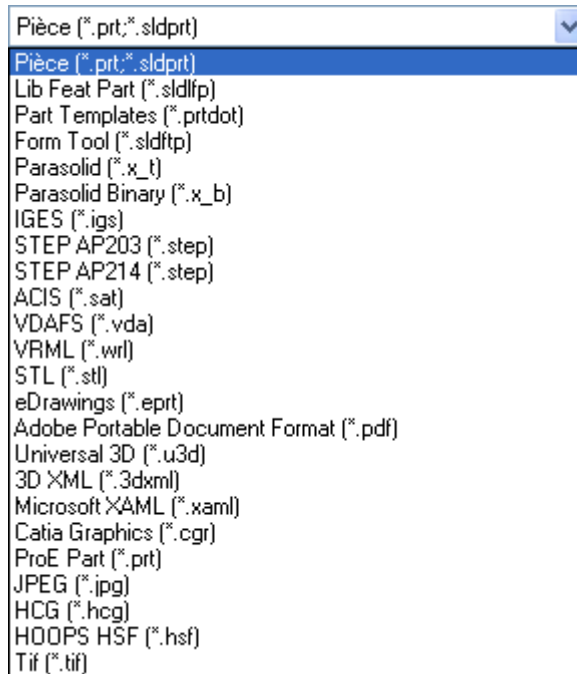 Pièce (*.prt;*.sldprt)
Pièce (*.prt;*.sldprt)
Lib Feat Part (*.sldlfp)
Part Templates (*.prtdot)
Form Tool (*.sldftp)
Parasolid (*.x_t)
Parasolid Binary (*.x_b)
IGES (*.igs)
STEP AP203 (*.step)
STEP AP214 (*.step)
ACIS (*.sat)
VDAFS (*.vda)
VRML (*.wrl)
STL (*.stl)
eDrawings (*.eprt)
Adobe Portable Document Format (*.pdf)
Universal 3D (*.u3d)
3D XML (*.3dxml)
Microsoft XAML (*.xaml)
Catia Graphics (*.cgr)
ProE Part (*.prt)
JPEG (*.jpg)
HCG (*.hcg)
HOOPS HSF (*.hsf)
Tif (*.tif)